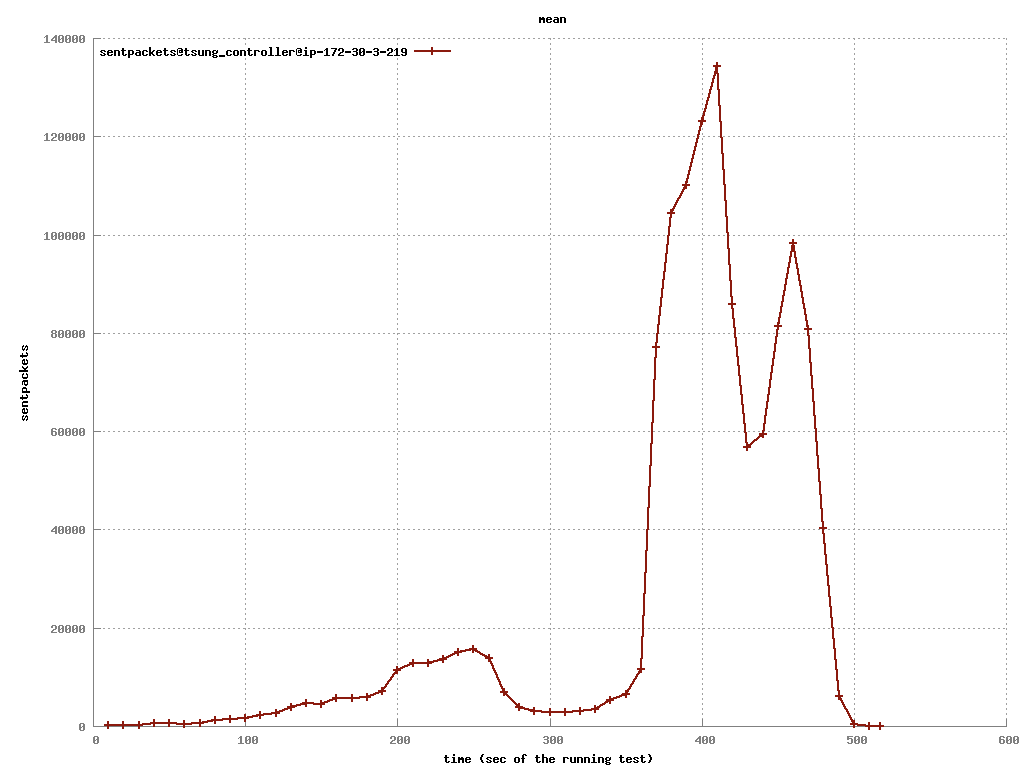 mean
sentpackets@tsung_controller@ip-172-30-3-219
140000
120000
100000
80000
60000
40000
20000
0
sentpackets
0 100 200 300 400 500 600
time (sec of the running test)